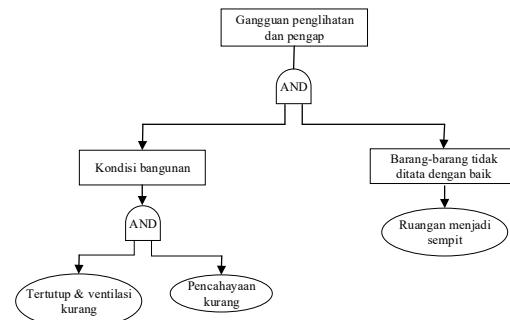 Gangguan penglihatan
dan pengap
AND
Kondisi bangunan
Barang-barang tidak
ditata dengan baik
AND
Ruangan menjadi
sempit
Tertutup & ventilasi
kurang
Pencahayaan
kurang